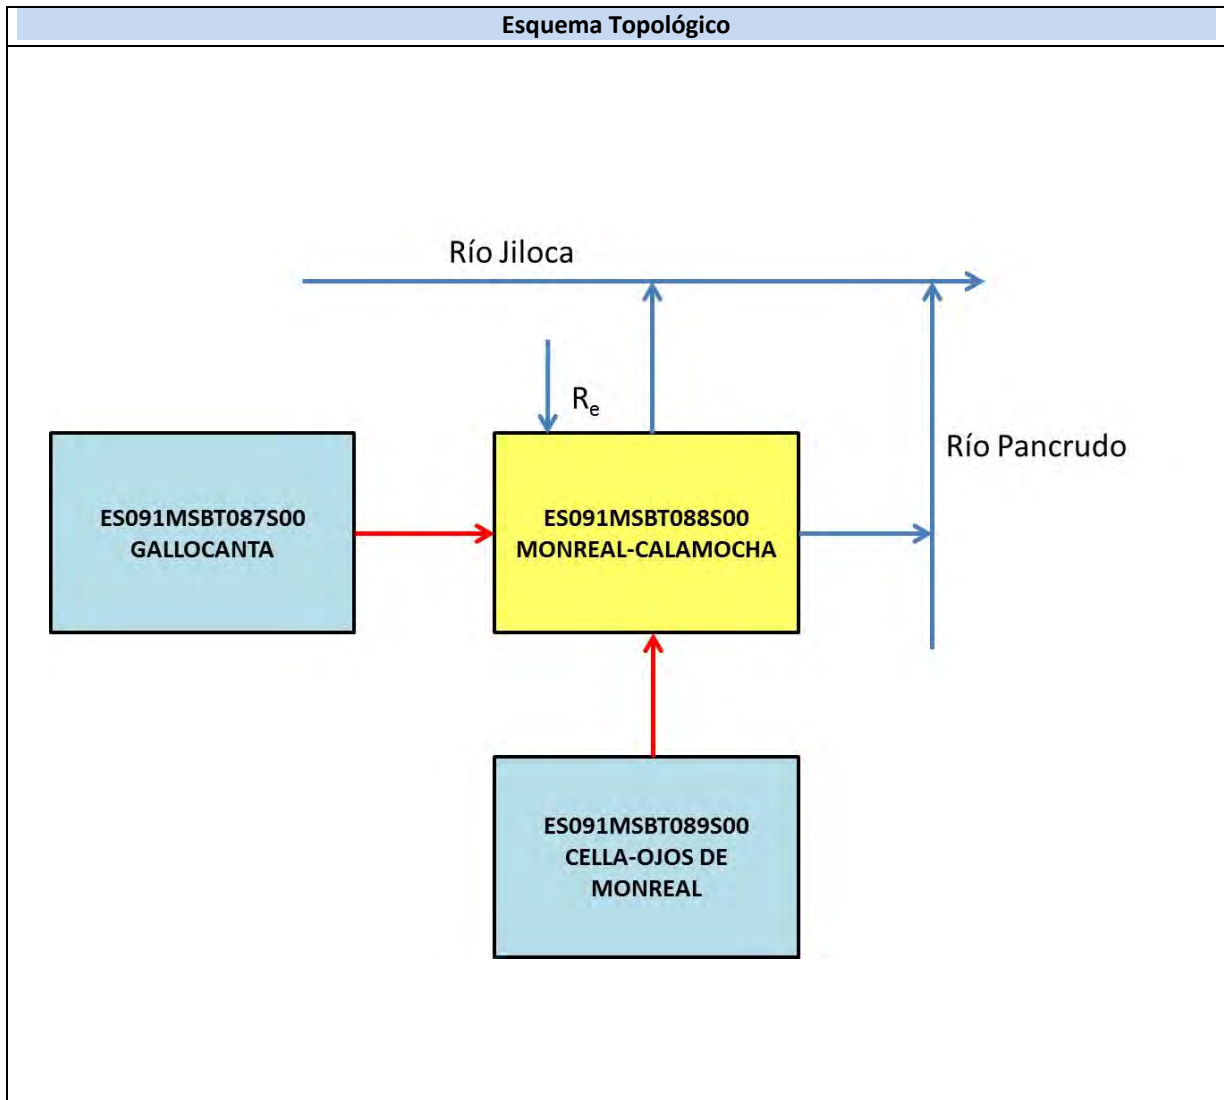 Esquema Topológico
Río Jiloca
Re
Río Pancrudo
ES091MSBT087S00
GALLOCANTA
ES091MSBT088S00
MONREAL-CALAMOCHA
ES091MSBT089S00
CELLA-OJOS DE
MONREAL